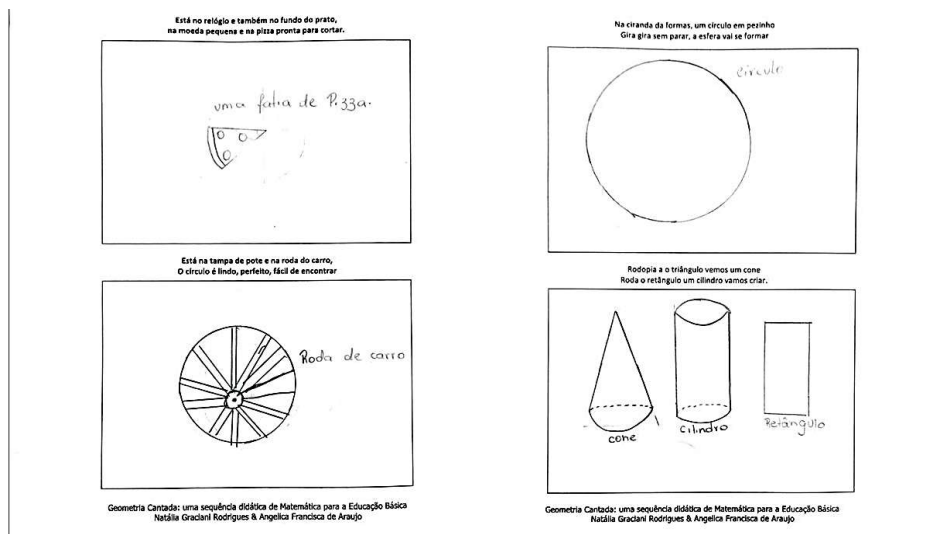 Está no relógio e também no fundo do prato,
na moeda pequena e na pizza pronta para cortar.
uma fatia de Pizza.
Está na tampa de pote e na roda do carro,
O círculo é lindo, perfeito, fácil de encontrar
Roda de carro
Geometria Cantada: uma sequência didática de Matemática para a Educação Básica
Natália Graciani Rodrigues & Angelica Francisca de Araujo
Na ciranda da formas, um círculo em pezinho
Gira gira sem parar, a esfera vai se formar
círculo
Rodopia a o triângulo vemos um cone
Roda o retângulo um cilindro vamos criar.
cone
cilindro
Retângulo
Geometria Cantada: uma sequência didática de Matemática para a Educação Básica
Natália Graciani Rodrigues & Angelica Francisca de Araujo